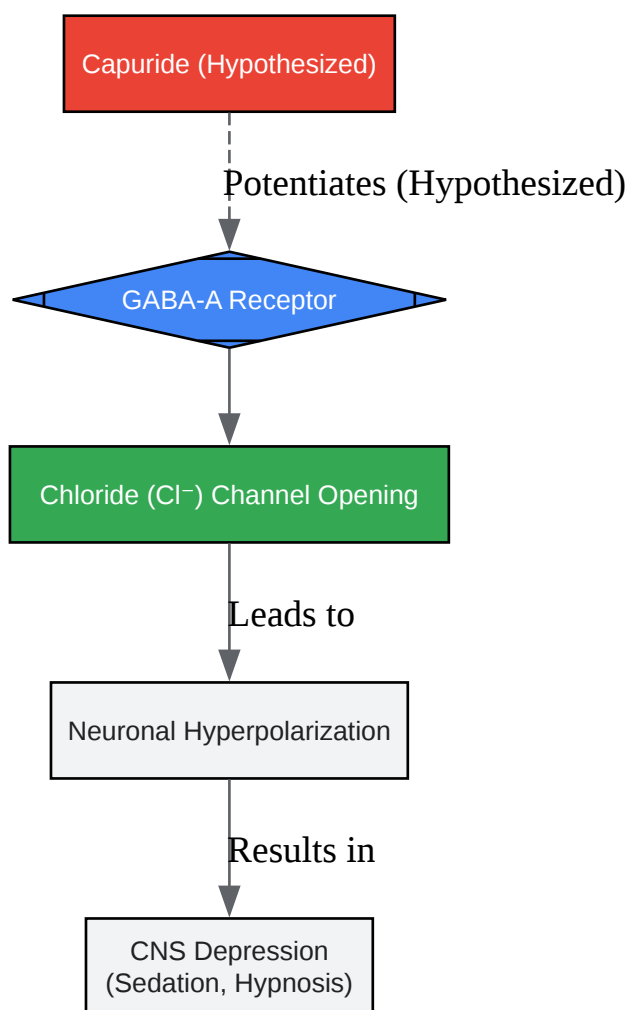 Capuride (Hypothesized)
Potentiates (Hypothesized)
GABA-A Receptor
Chloride (Cl⁻) Channel Opening
Leads to
Neuronal Hyperpolarization
Results in
CNS Depression
(Sedation, Hypnosis)